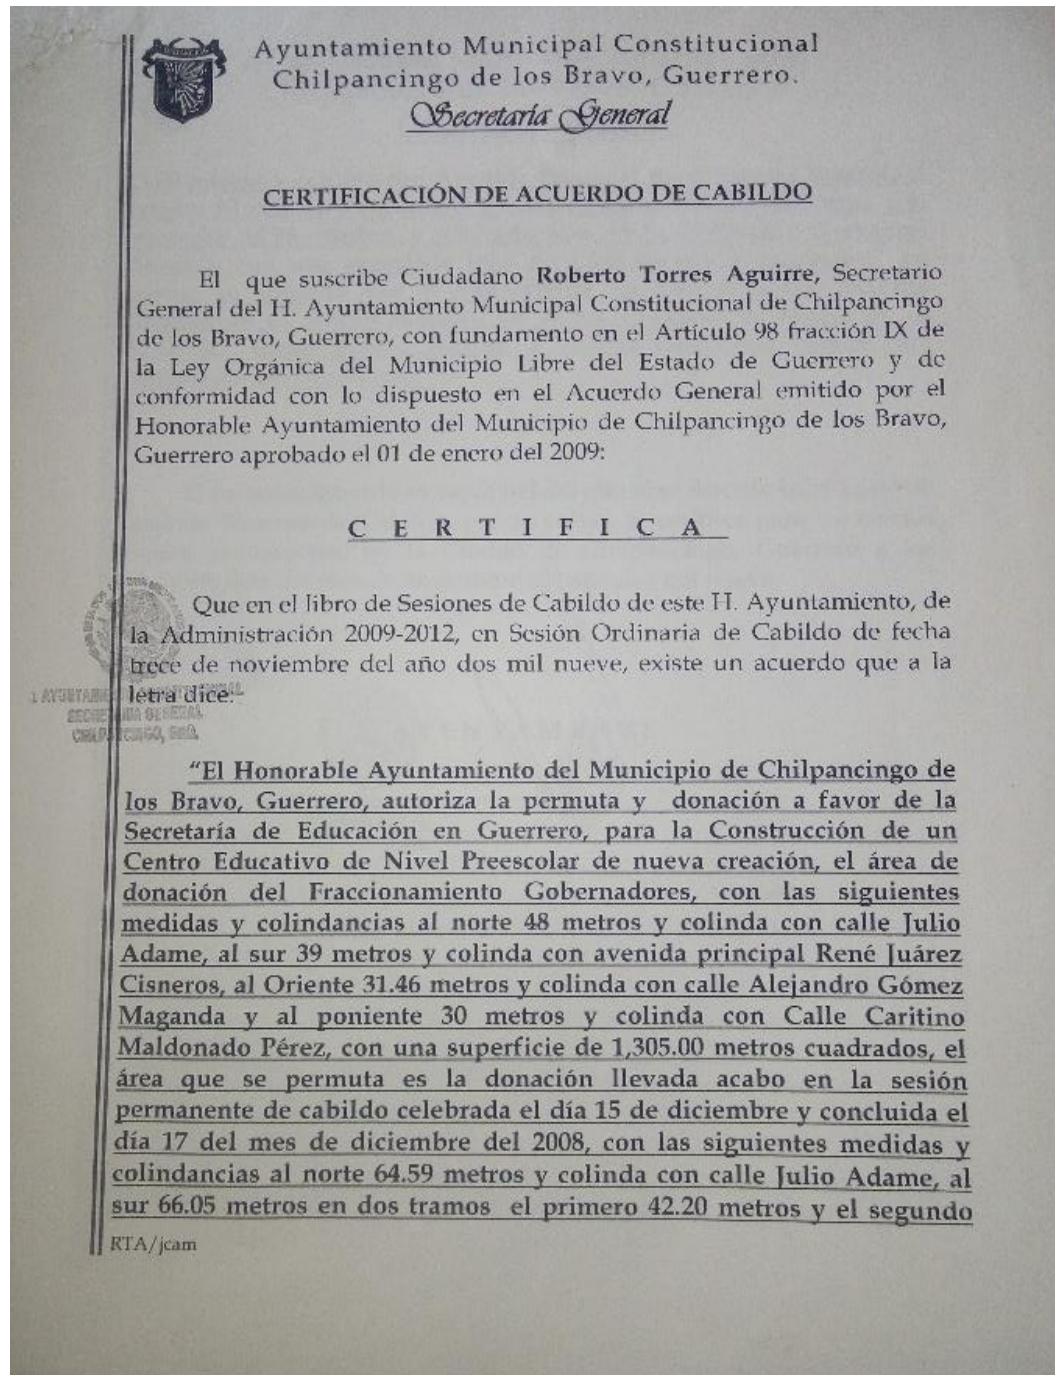 Ayuntamiento Municipal Constitucional
Chilpancingo de los Bravo, Guerrero.
Secretaría General
CERTIFICACIÓN DE ACUERDO DE CABILDO
El que suscribe Ciudadano Roberto Torres Aguirre, Secretario
General del H. Ayuntamiento Municipal Constitucional de Chilpancingo
de los Bravo, Guerrero, con fundamento en el Artículo 98 fracción IX de
la Ley Orgánica del Municipio Libre del Estado de Guerrero y de
conformidad con lo dispuesto en el Acuerdo General emitido por el
Honorable Ayuntamiento del Municipio de Chilpancingo de los Bravo,
Guerrero aprobado el 01 de enero del 2009:
C E R T I F I C A
Que en el libro de Sesiones de Cabildo de este H. Ayuntamiento, de
la Administración 2009-2012, en Sesión Ordinaria de Cabildo de fecha
trece de noviembre del año dos mil nueve, existe un acuerdo que a la
letra dice:
SECRETARIA GENERAL
CHILPANCINGO, GRO.
"El Honorable Ayuntamiento del Municipio de Chilpancingo de
los Bravo, Guerrero, autoriza la permuta y donación a favor de la
Secretaría de Educación en Guerrero, para la Construcción de un
Centro Educativo de Nivel Preescolar de nueva creación, el área de
donación del Fraccionamiento Gobernadores, con las siguientes
medidas y colindancias al norte 48 metros y colinda con calle Julio
Adame, al sur 39 metros y colinda con avenida principal René Juárez
Cisneros, al Oriente 31.46 metros y colinda con calle Alejandro Gómez
Maganda y al poniente 30 metros y colinda con Calle Caritino
Maldonado Pérez, con una superficie de 1,305.00 metros cuadrados, el
área que se permuta es la donación llevada acabo en la sesión
permanente de cabildo celebrada el día 15 de diciembre y concluida el
día 17 del mes de diciembre del 2008, con las siguientes medidas y
colindancias al norte 64.59 metros y colinda con calle Julio Adame, al
sur 66.05 metros en dos tramos el primero 42.20 metros y el segundo
RTA/jcam